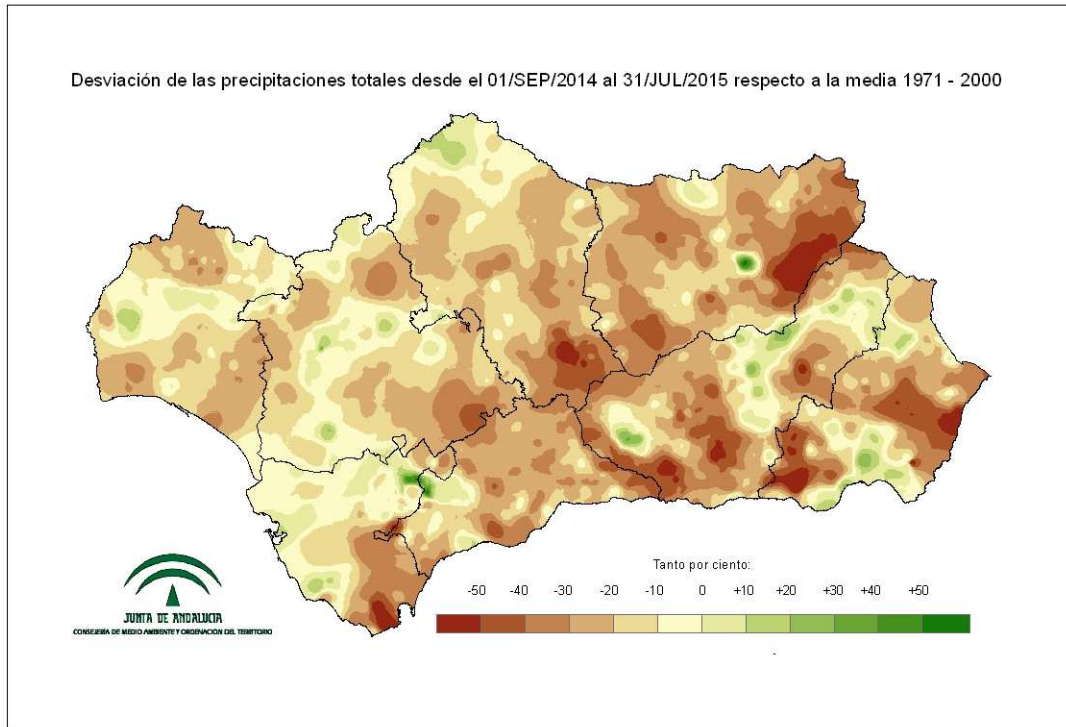 Desviación de las precipitaciones totales desde el 01/SEP/2014 al 31/JUL/2015 respecto a la media 1971 - 2000
Tanto por ciento:
-50 -40 -30 -20 -10 0 +10 +20 +30 +40 +50
JUNTA DE ANDALUCIA
CONSEJERÍA DE MEDIO AMBIENTE Y ORDENACIÓN DEL TERRITORIO